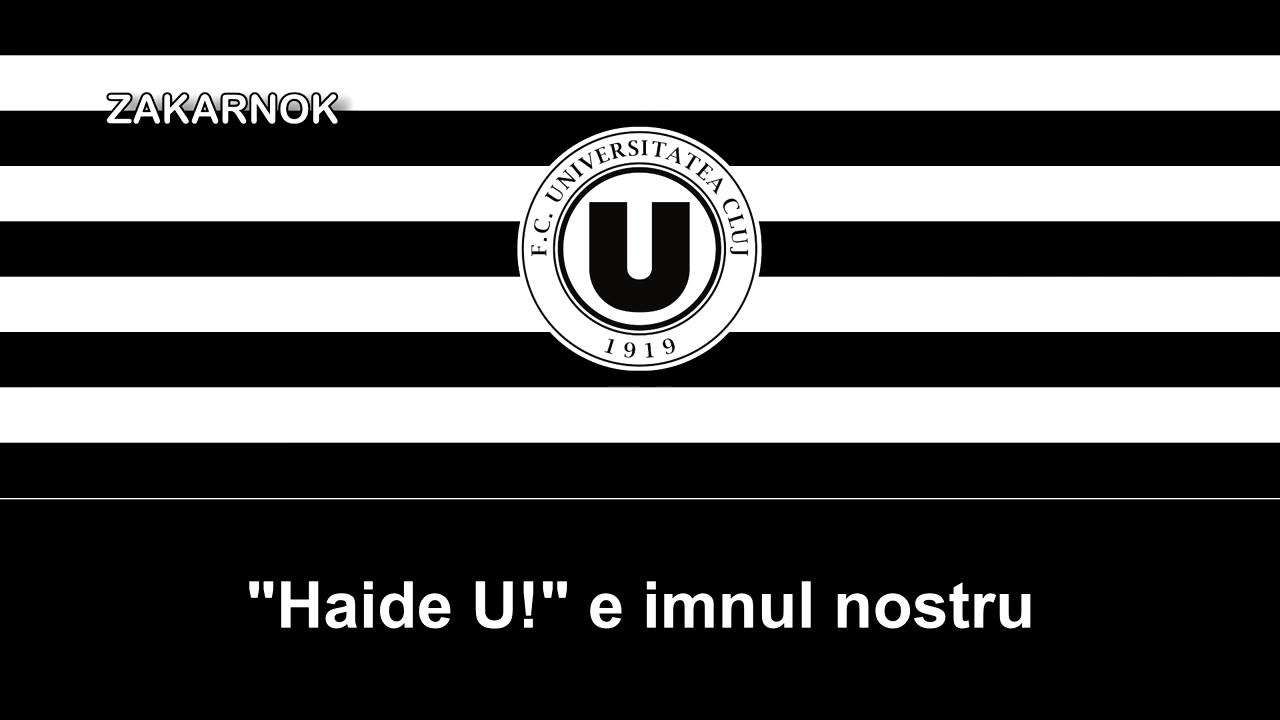 ZAKARNOK
F.C. UNIVERSITATEA CLUJ
U
1919
"Haide U!" e imnul nostru